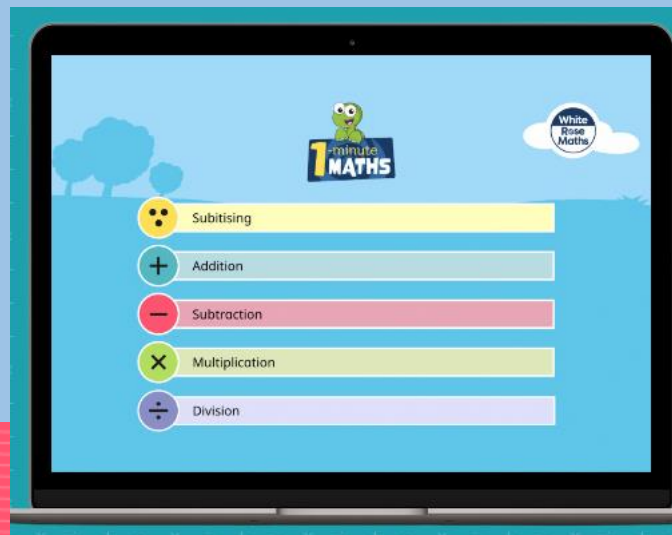 1-minute
MATHS
White
Rose
Maths
Subitising
Addition
Subtraction
Multiplication
Division